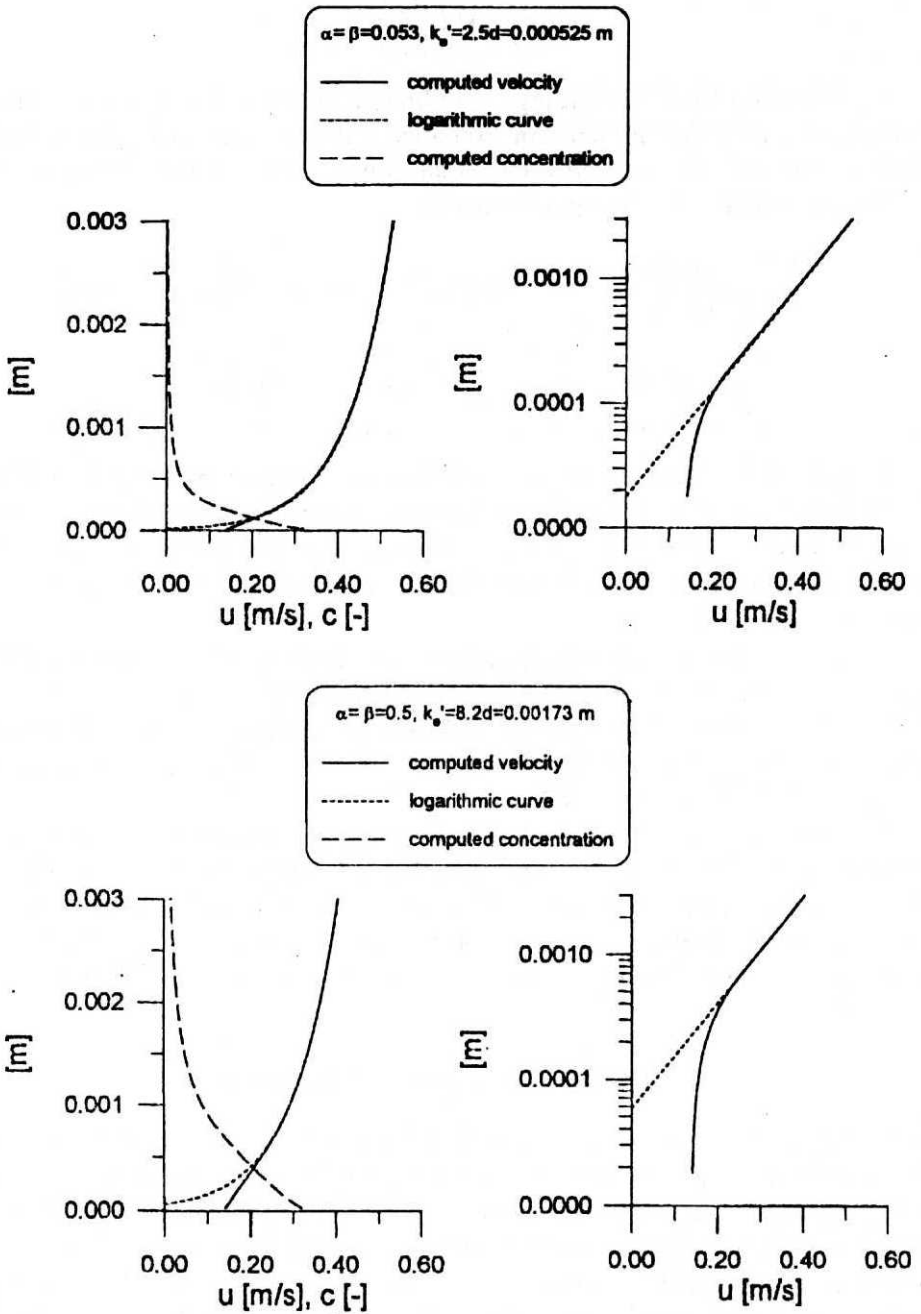 α= β=0.053, kₑ'=2.5d=0.000525 m
computed velocity
logarithmic curve
computed concentration
0.003
0.002
0.001
0.000
[m]
0.00 0.20 0.40 0.60
u [m/s], c [-]
0.0010
0.0001
0.0000
[m]
0.00 0.20 0.40 0.60
u [m/s]
α= β=0.5, kₑ'=8.2d=0.00173 m
computed velocity
logarithmic curve
computed concentration
0.003
0.002
0.001
0.000
[m]
0.00 0.20 0.40 0.60
u [m/s], c [-]
0.0010
0.0001
0.0000
[m]
0.00 0.20 0.40 0.60
u [m/s]